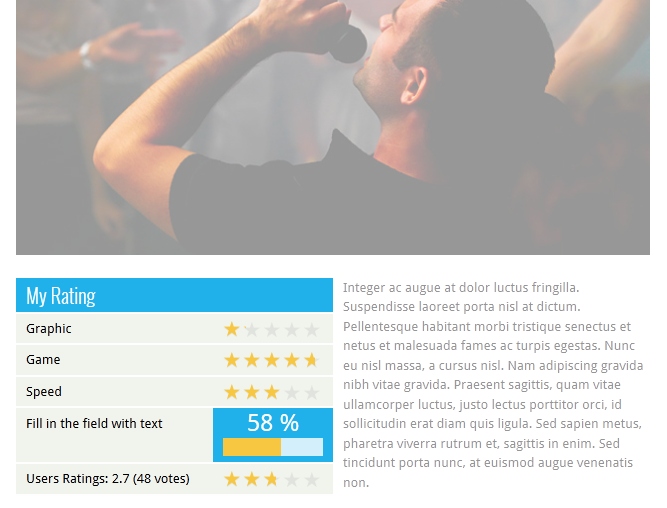 My Rating
Graphic
Game
Speed
Fill in the field with text
58 %
Users Ratings: 2.7 (48 votes)
Integer ac augue at dolor luctus fringilla.
Suspendisse laoreet porta nisl at dictum.
Pellentesque habitant morbi tristique senectus et
netus et malesuada fames ac turpis egestas. Nunc
eu nisl massa, a cursus nisl. Nam adipiscing gravida
nibh vitae gravida. Praesent sagittis, quam vitae
ullamcorper luctus, justo lectus porttitor orci, id
sollicitudin erat diam quis ligula. Sed sapien metus,
pharetra viverra rutrum et, sagittis in enim. Sed
tincidunt porta nunc, at euismod augue venenatis
non.